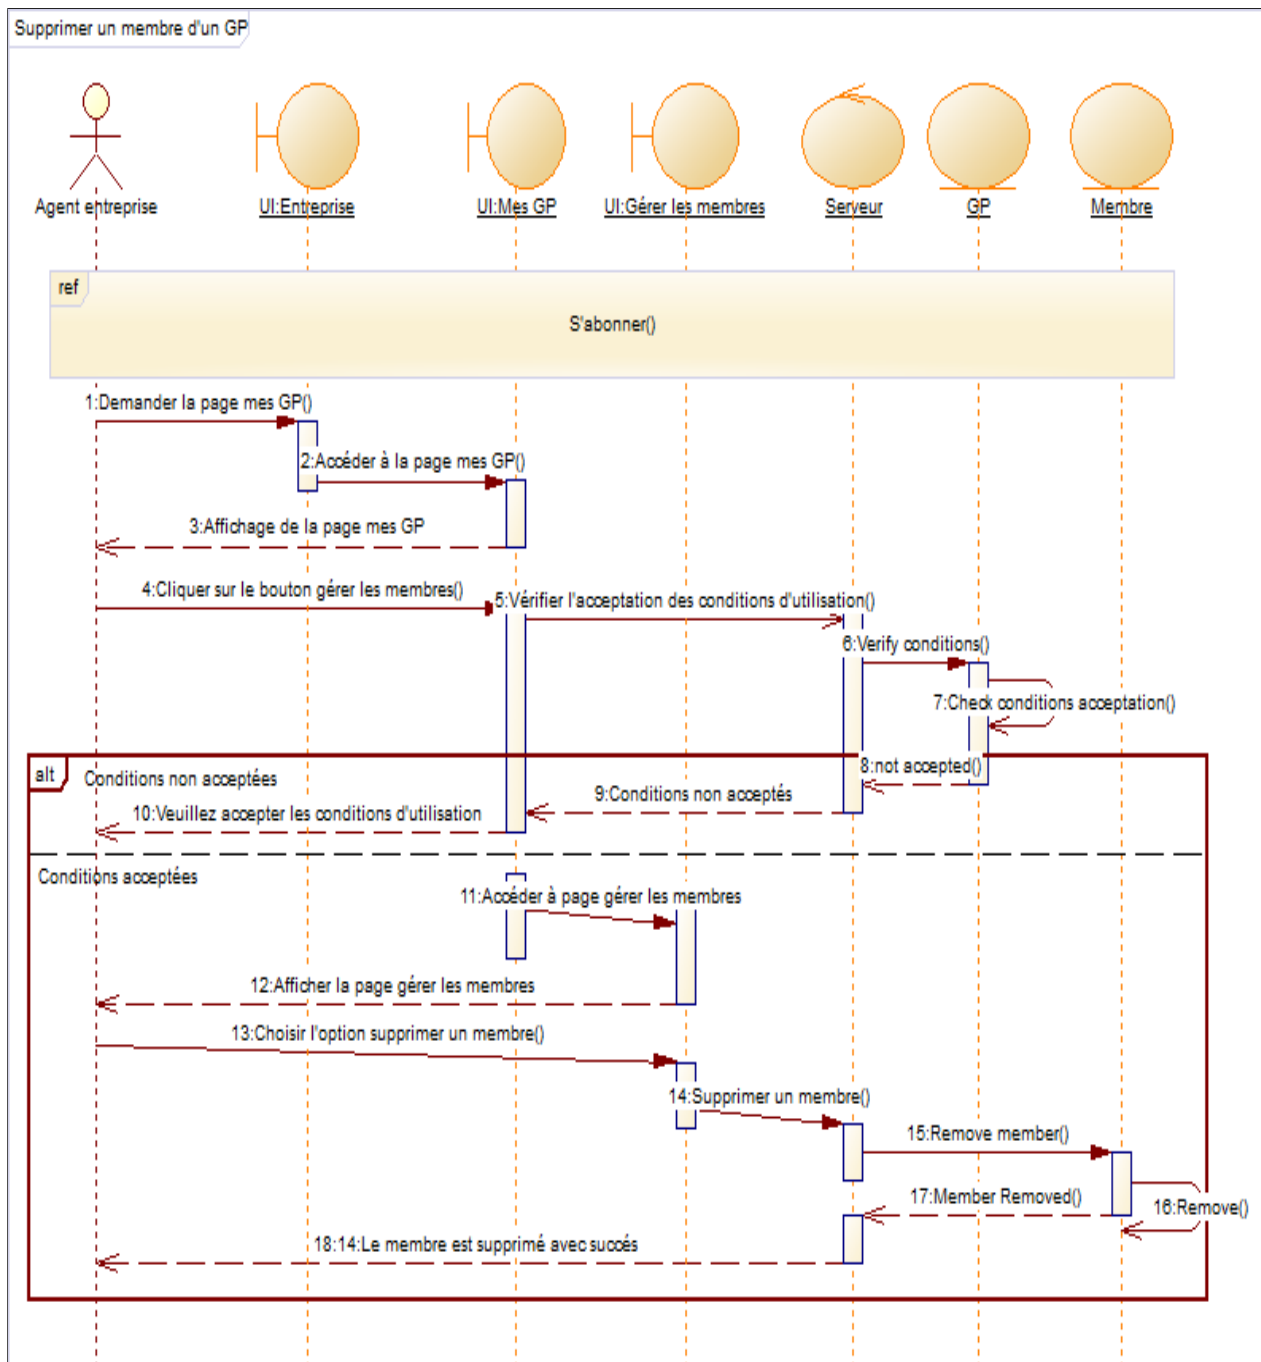 Supprimer un membre d'un GP
Agent entreprise
UI:Entreprise
UI:Mes GP
UI:Gérer les membres
Serveur
GP
Membre
ref
S'abonner()
1:Demander la page mes GP()
2:Accéder à la page mes GP()
3:Affichage de la page mes GP
4:Cliquer sur le bouton gérer les membres()
5:Vérifier l'acceptation des conditions d'utilisation()
6:Verify conditions()
7:Check conditions acceptation()
alt
Conditions non acceptées
8:not accepted()
9:Conditions non acceptés
10:Veuillez accepter les conditions d'utilisation
Conditions acceptées
11:Accéder à page gérer les membres
12:Afficher la page gérer les membres
13:Choisir l'option supprimer un membre()
14:Supprimer un membre()
15:Remove member()
17:Member Removed()
16:Remove()
18:14:Le membre est supprimé avec succés